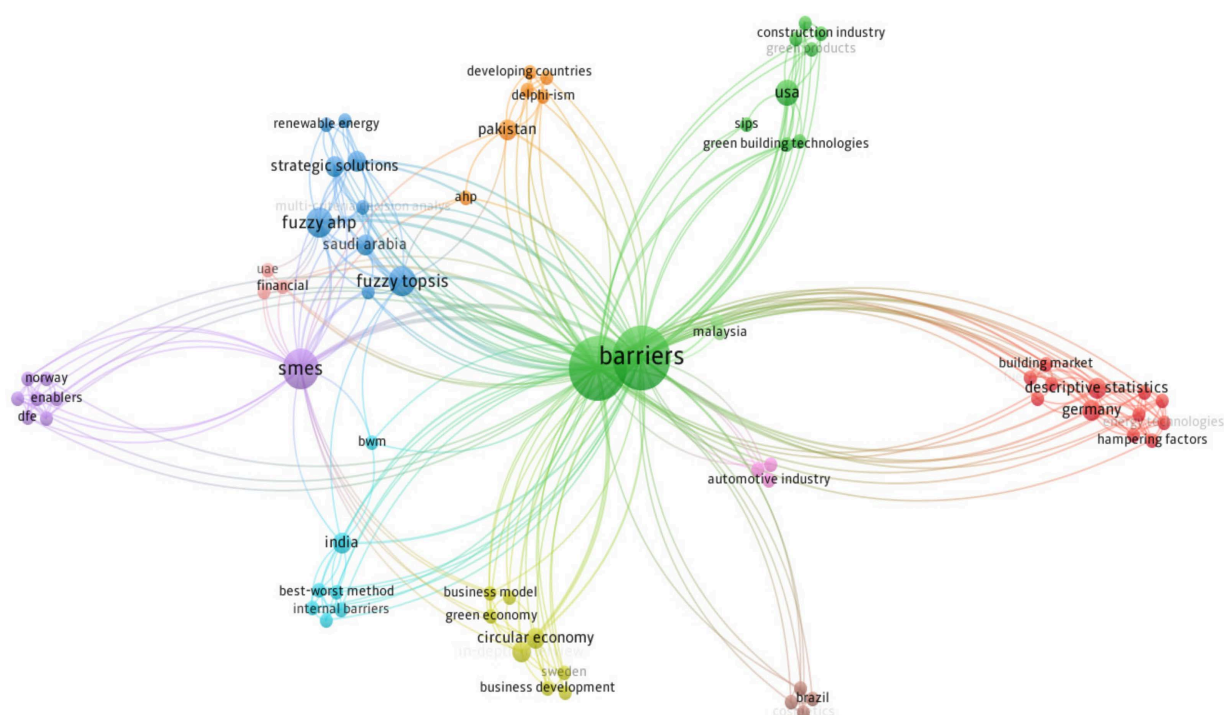 construction industry
green products
developing countries
delphi-ism
usa
renewable energy
pakistan
sips
green building technologies
strategic solutions
ahp
fuzzy ahp
saudi arabia
uae
financial
fuzzy topsis
malaysia
barriers
smes
building market
descriptive statistics
germany
energy technologies
hampering factors
norway
enablers
dfe
bwm
automotive industry
india
best-worst method
internal barriers
business model
green economy
circular economy
sweden
business development
brazil
cosmetics